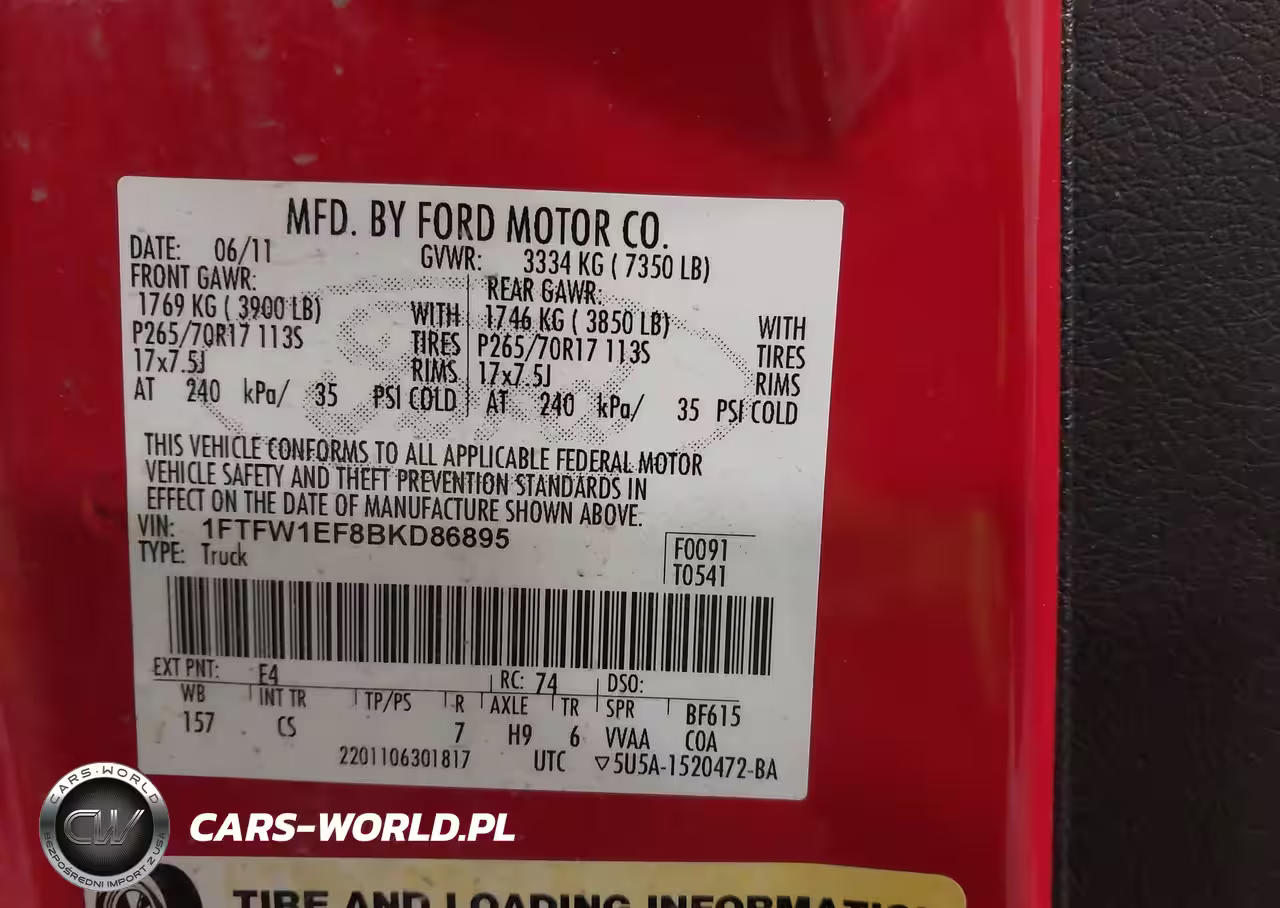 MFD. BY FORD MOTOR CO.
DATE: 06/11 GVWR: 3334 KG ( 7350 LB)
FRONT GAWR: REAR GAWR:
1769 KG ( 3900 LB) WITH 1746 KG ( 3850 LB) WITH
P265/70R17 113S TIRES P265/70R17 113S TIRES
17x7.5J RIMS 17x7.5J RIMS
AT 240 kPa/ 35 PSI COLD AT 240 kPa/ 35 PSI COLD
THIS VEHICLE CONFORMS TO ALL APPLICABLE FEDERAL MOTOR
VEHICLE SAFETY AND THEFT PREVENTION STANDARDS IN
EFFECT ON THE DATE OF MANUFACTURE SHOWN ABOVE.
VIN: 1FTFW1EF8BKD86895
TYPE: Truck
F0091
T0541
EXT PNT: E4 RC: 74 DSO:
WB INT TR TP/PS R AXLE TR SPR BF615
157 CS 7 H9 6 VVAA COA
2201106301817 UTC ▽5U5A-1520472-BA
CARS-WORLD
CW
BEZPOŚREDNI IMPORT Z USA
CARS-WORLD.PL
TIRE AND LOADING INFORMATION